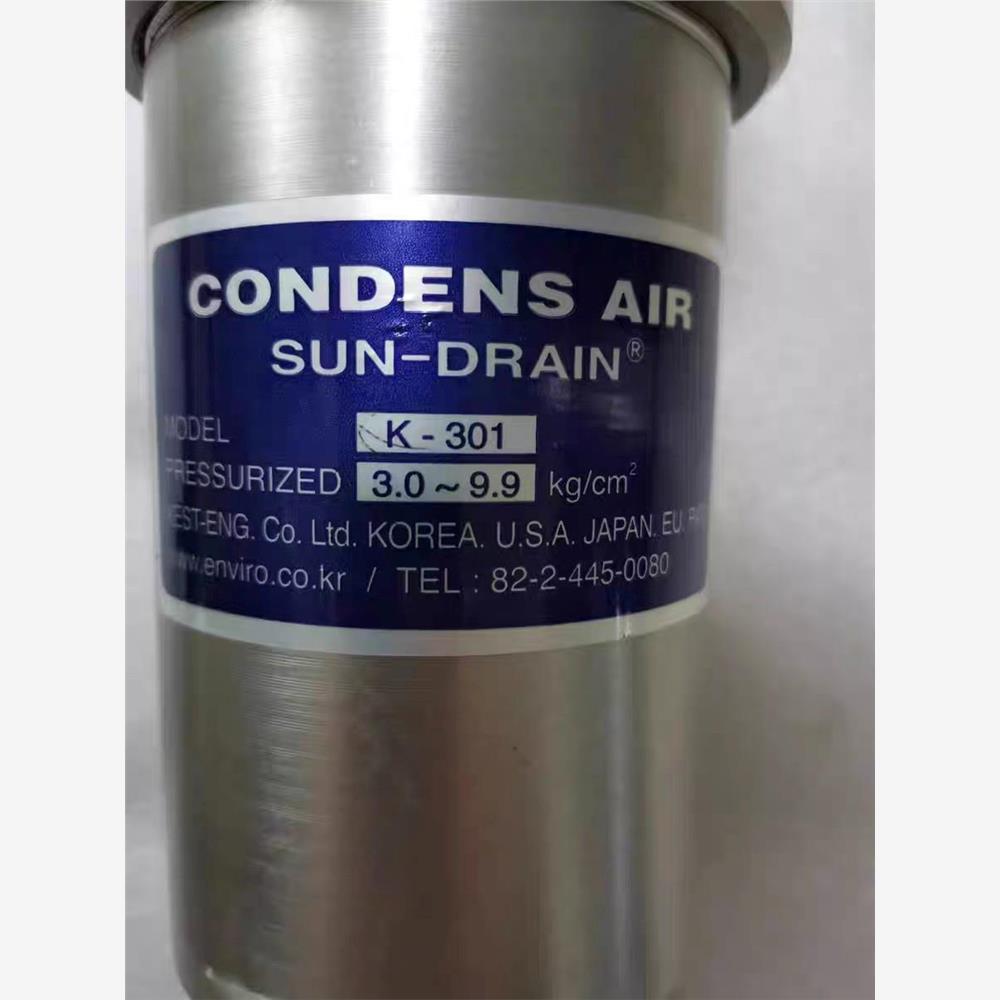 CONDENS AIR
SUN-DRAIN®
MODEL K - 301
PRESSURIZED 3.0 ~ 9.9 kg/cm²
Co. Ltd. KOREA. U.S.A. JAPAN. EU.
www.enviro.co.kr / TEL : 82-2-445-0080